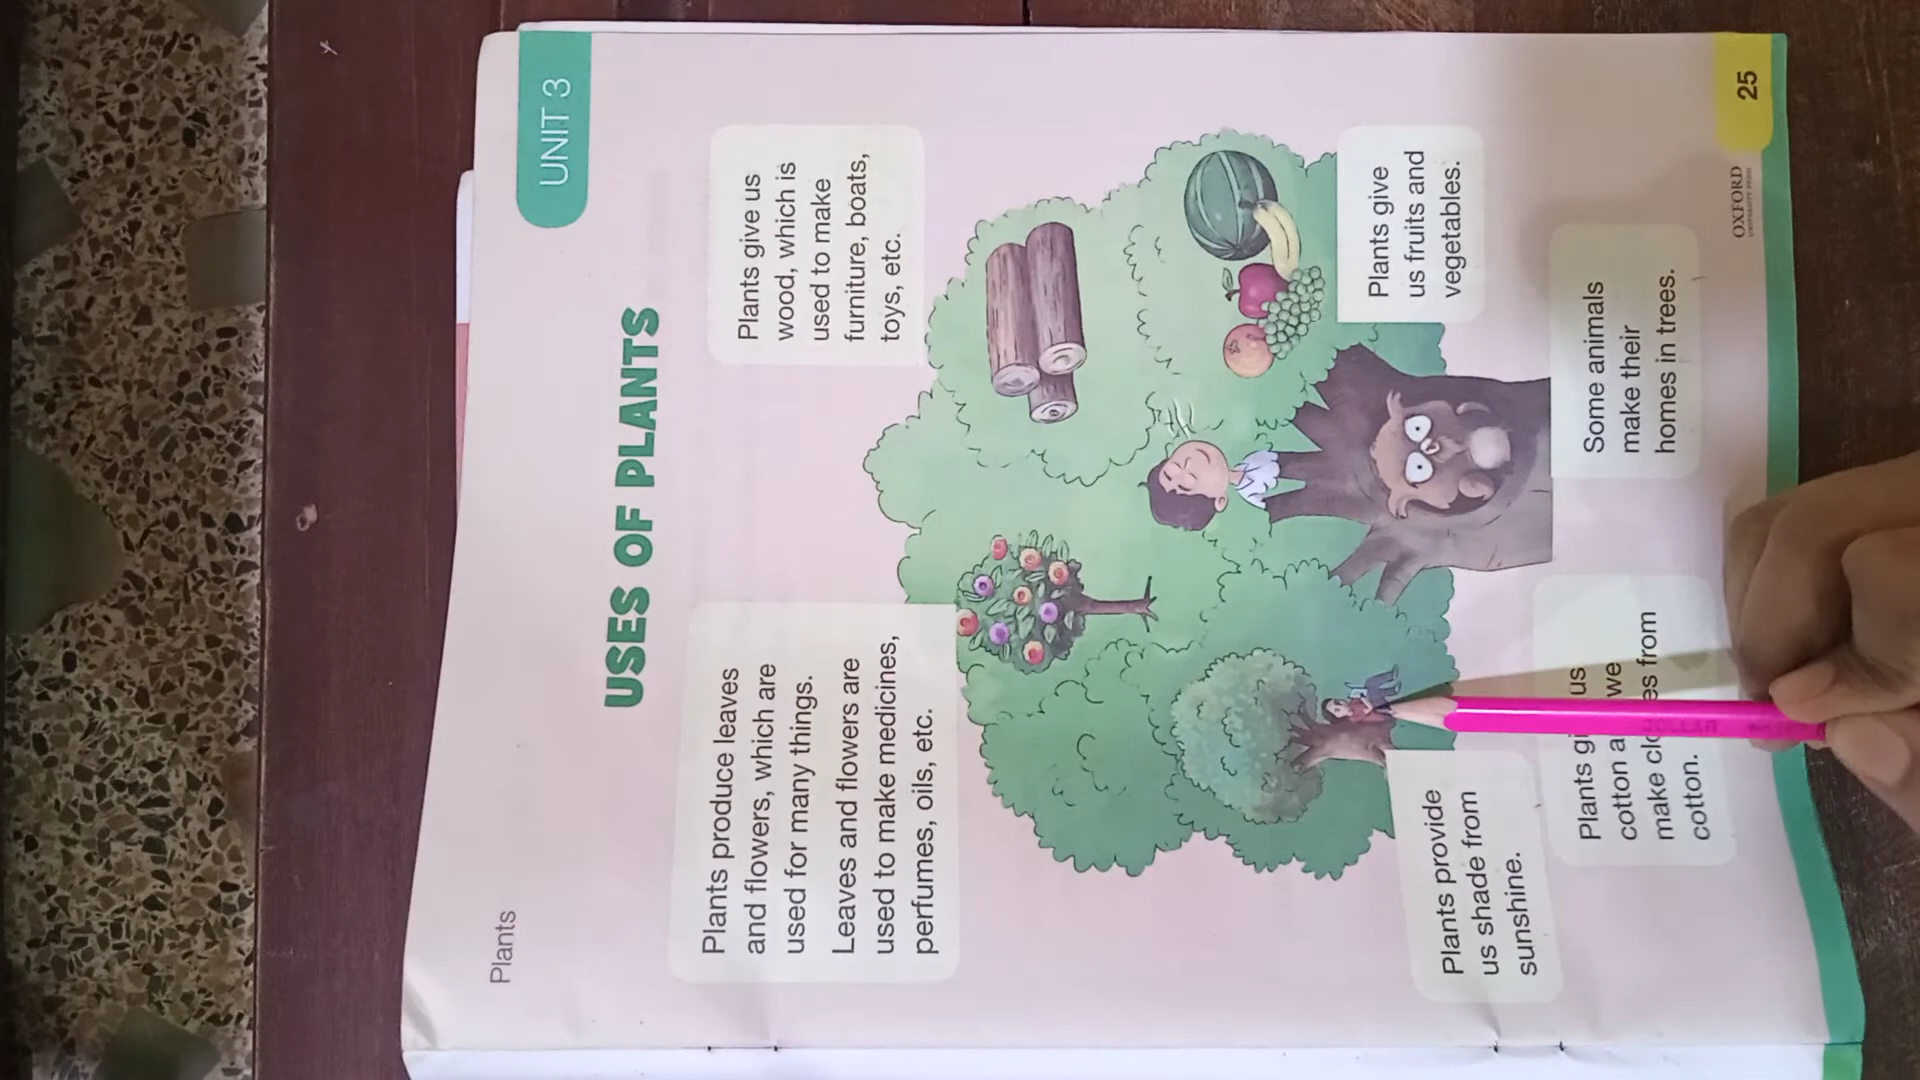 Plants
UNIT 3
USES OF PLANTS
Plants produce leaves
and flowers, which are
used for many things.
Leaves and flowers are
used to make medicines,
perfumes, oils, etc.
Plants give us
wood, which is
used to make
furniture, boats,
toys, etc.
Plants give
us fruits and
vegetables.
Plants provide
us shade from
sunshine.
Some animals
make their
homes in trees.
Plants us
cotton we
make from
cotton.
OXFORD
UNIVERSITY PRESS
25